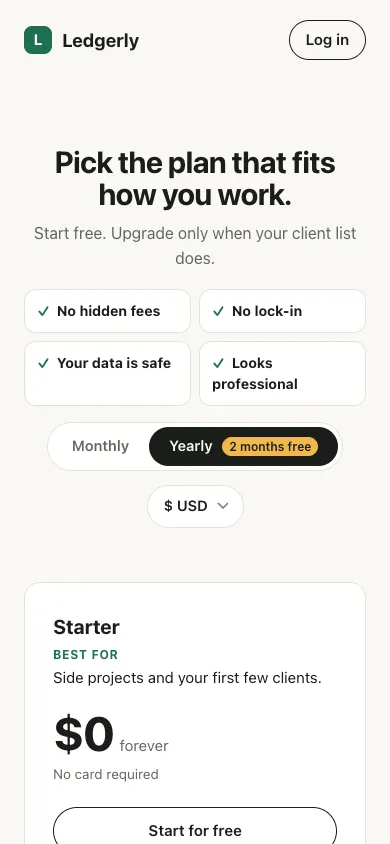 L Ledgerly
Log in
Pick the plan that fits
how you work.
Start free. Upgrade only when your client list
does.
✓ No hidden fees
✓ No lock-in
✓ Your data is safe
✓ Looks
professional
Monthly
Yearly 2 months free
$ USD
Starter
BEST FOR
Side projects and your first few clients.
$0 forever
No card required
Start for free